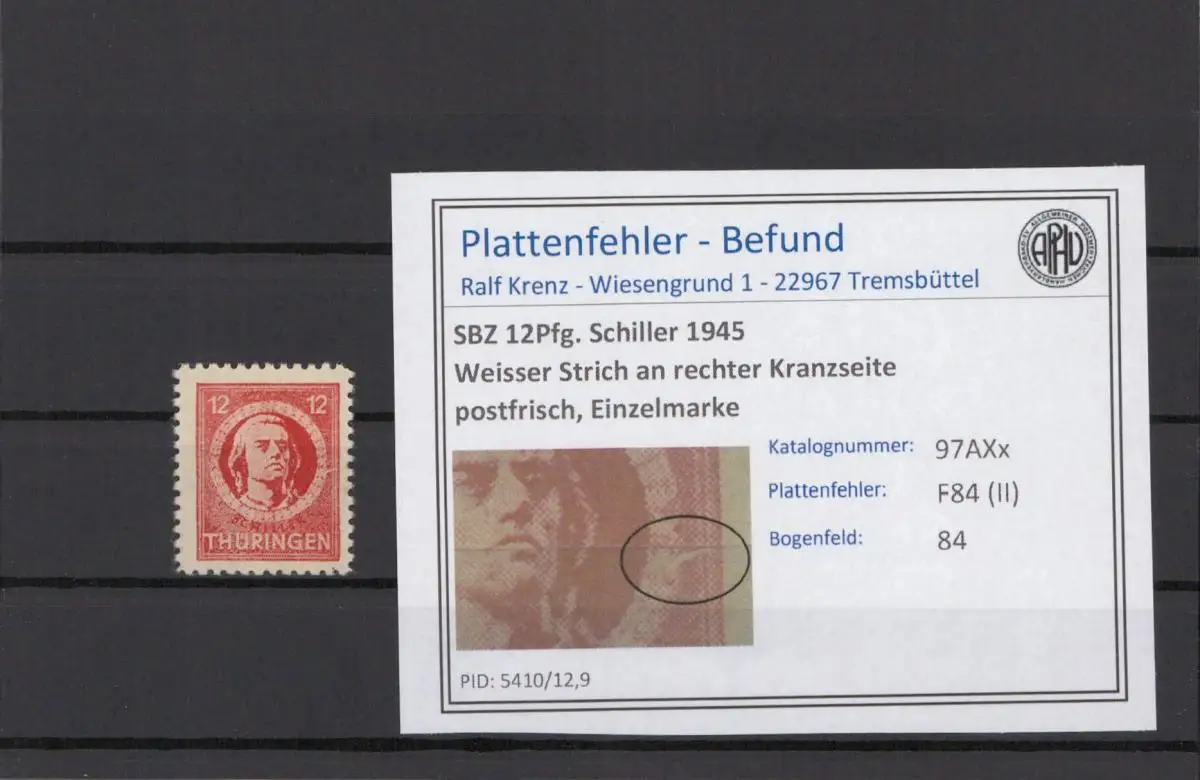 12 12
SCHILLER
THÜRINGEN
Plattenfehler - Befund
Ralf Krenz - Wiesengrund 1 - 22967 Tremsbüttel
APHV
SBZ 12Pfg. Schiller 1945
Weisser Strich an rechter Kranzseite
postfrisch, Einzelmarke
Katalognummer: 97AXx
Plattenfehler: F84 (II)
Bogenfeld: 84
PID: 5410/12,9